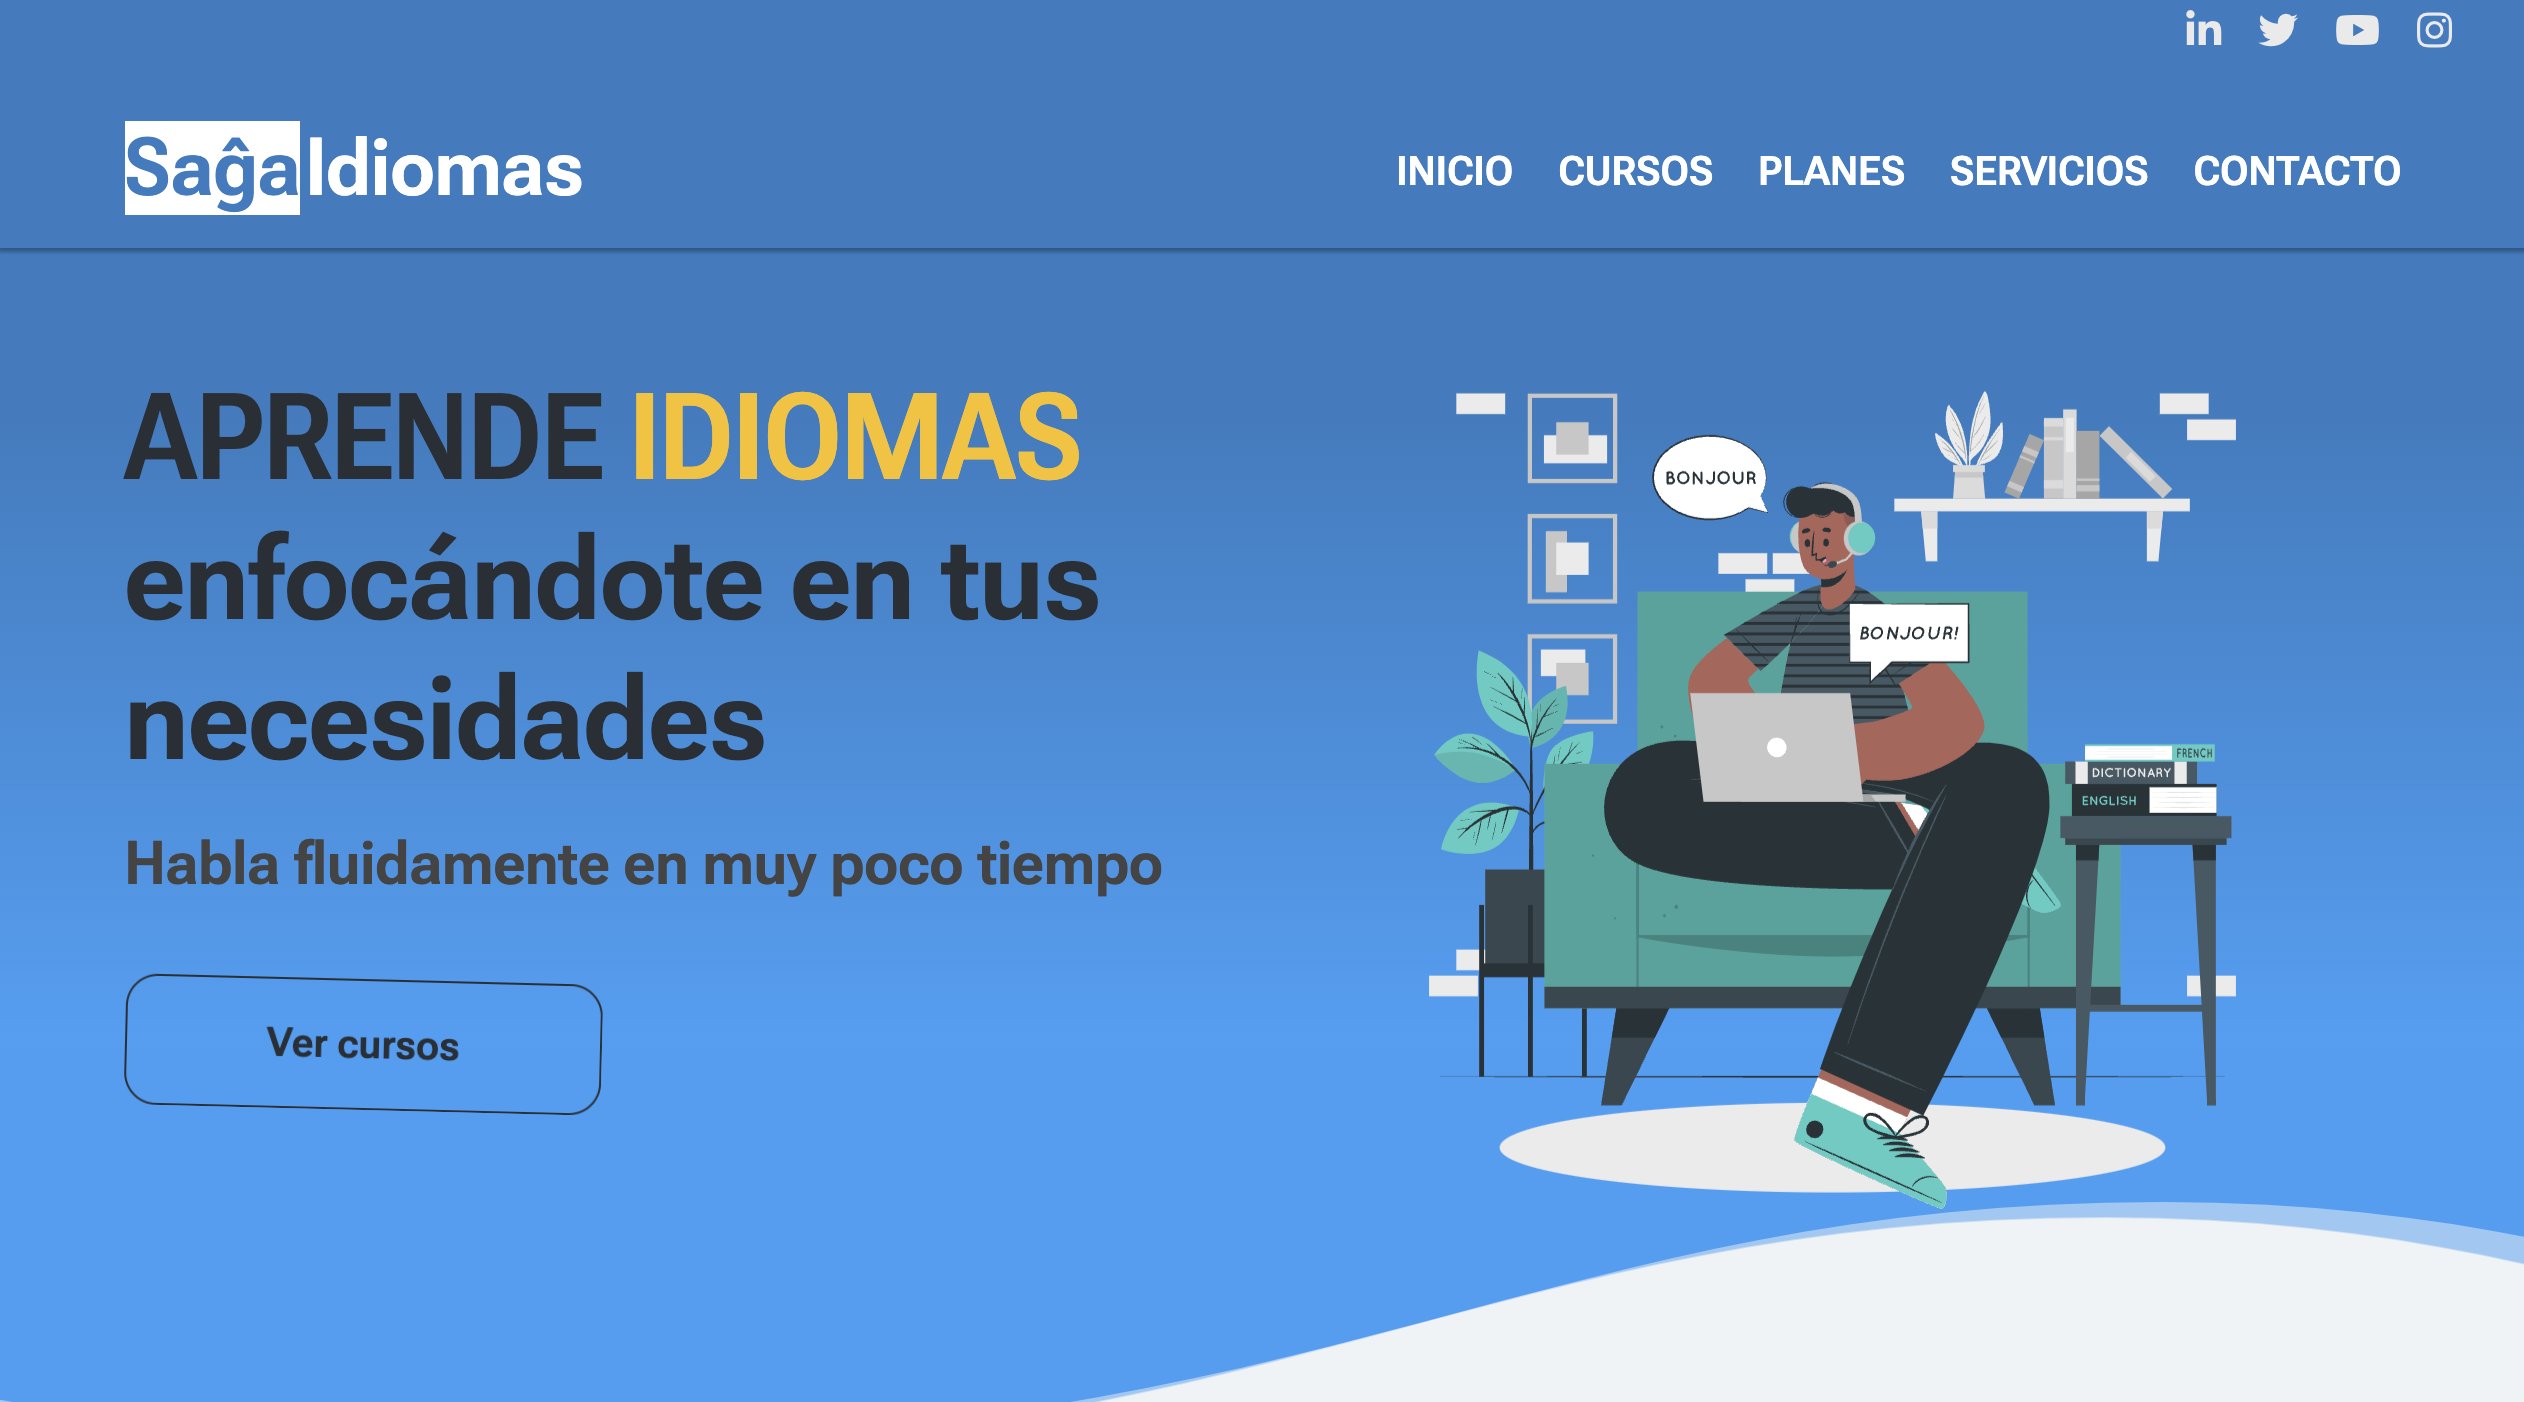 SaĝaIdiomas
INICIO CURSOS PLANES SERVICIOS CONTACTO
APRENDE IDIOMAS
enfocándote en tus
necesidades
Habla fluidamente en muy poco tiempo
Ver cursos
BONJOUR
BONJOUR!
FRENCH
DICTIONARY
ENGLISH